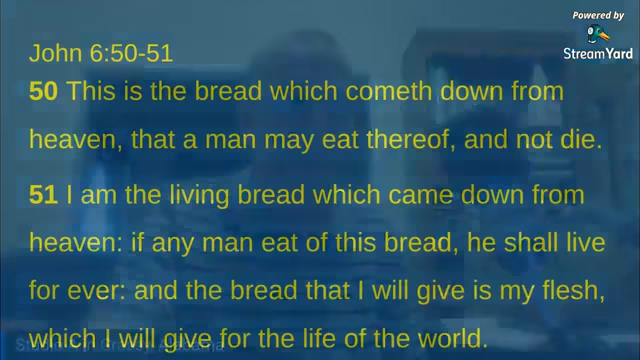 Powered by
StreamYard
John 6:50-51
50 This is the bread which cometh down from
heaven, that a man may eat thereof, and not die.
51 I am the living bread which came down from
heaven: if any man eat of this bread, he shall live
for ever: and the bread that I will give is my flesh,
which I will give for the life of the world.